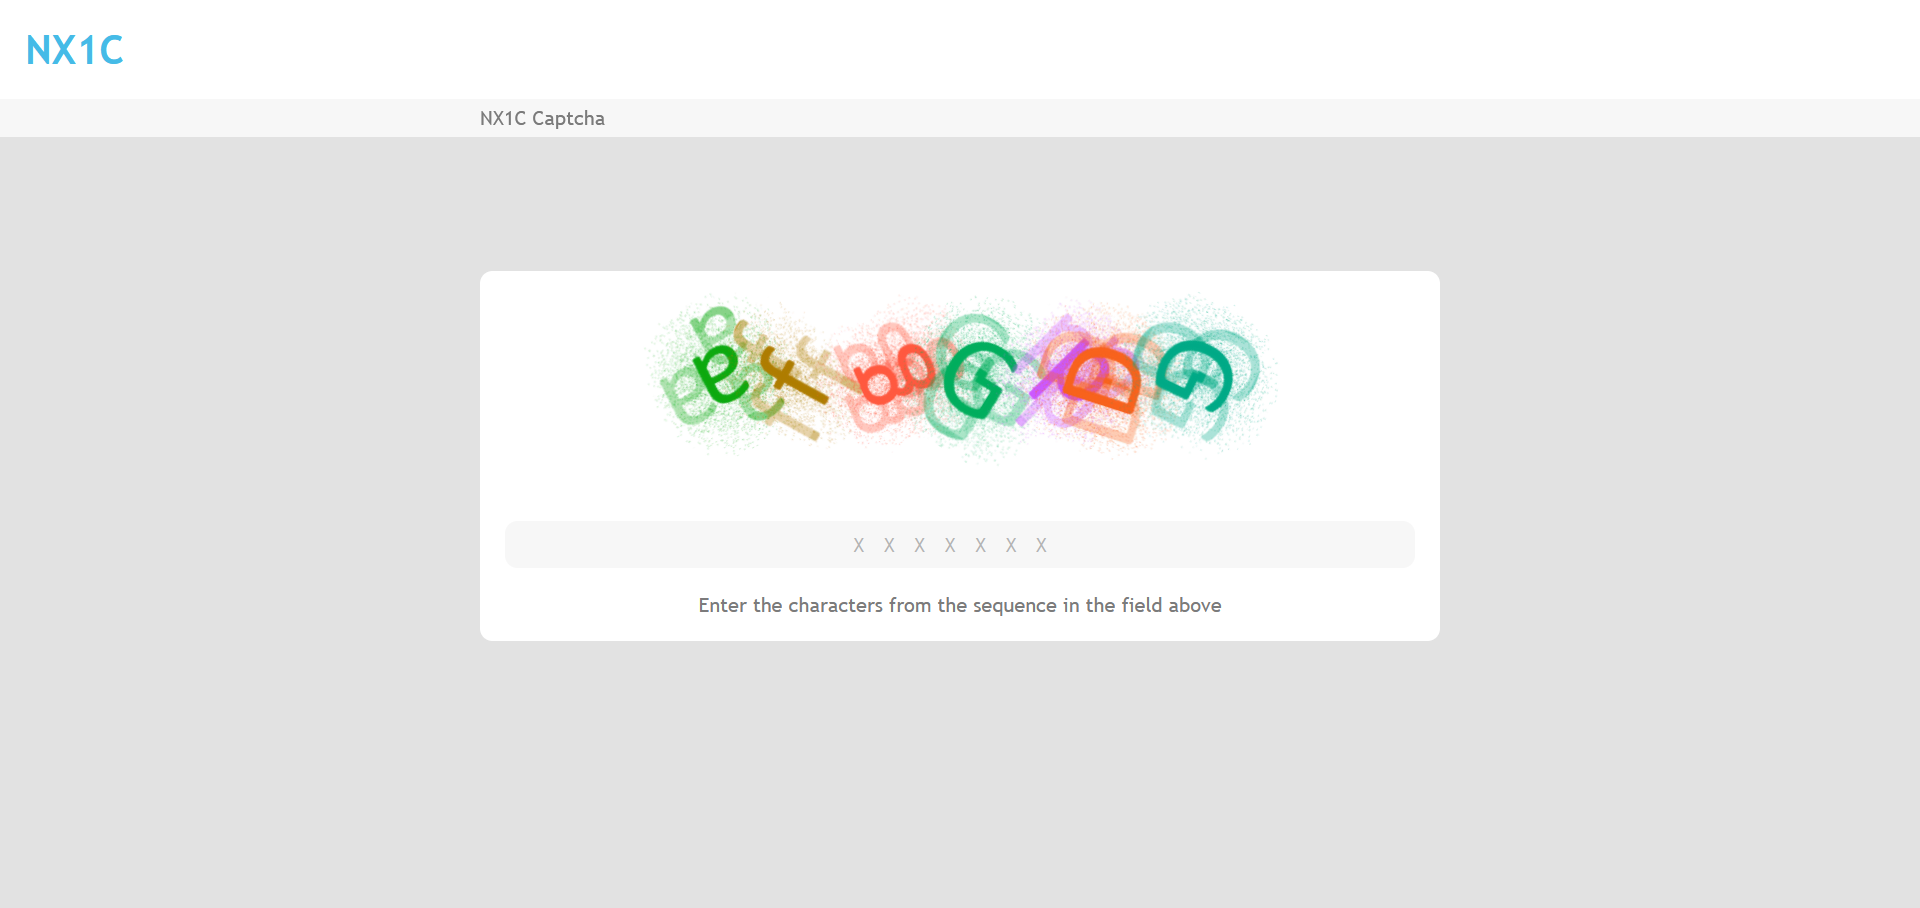 NX1C
NX1C Captcha
X X X X X X X
Enter the characters from the sequence in the field above